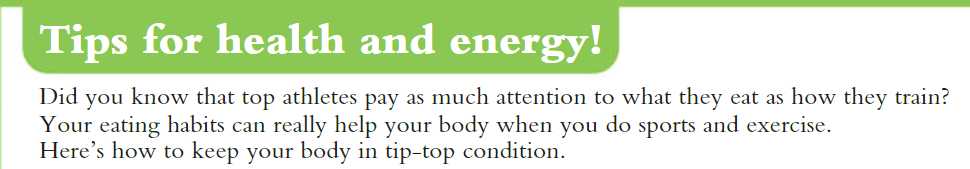 Tips for health and energy!
Did you know that top athletes pay as much attention to what they eat as how they train?
Your eating habits can really help your body when you do sports and exercise.
Here's how to keep your body in tip-top condition.